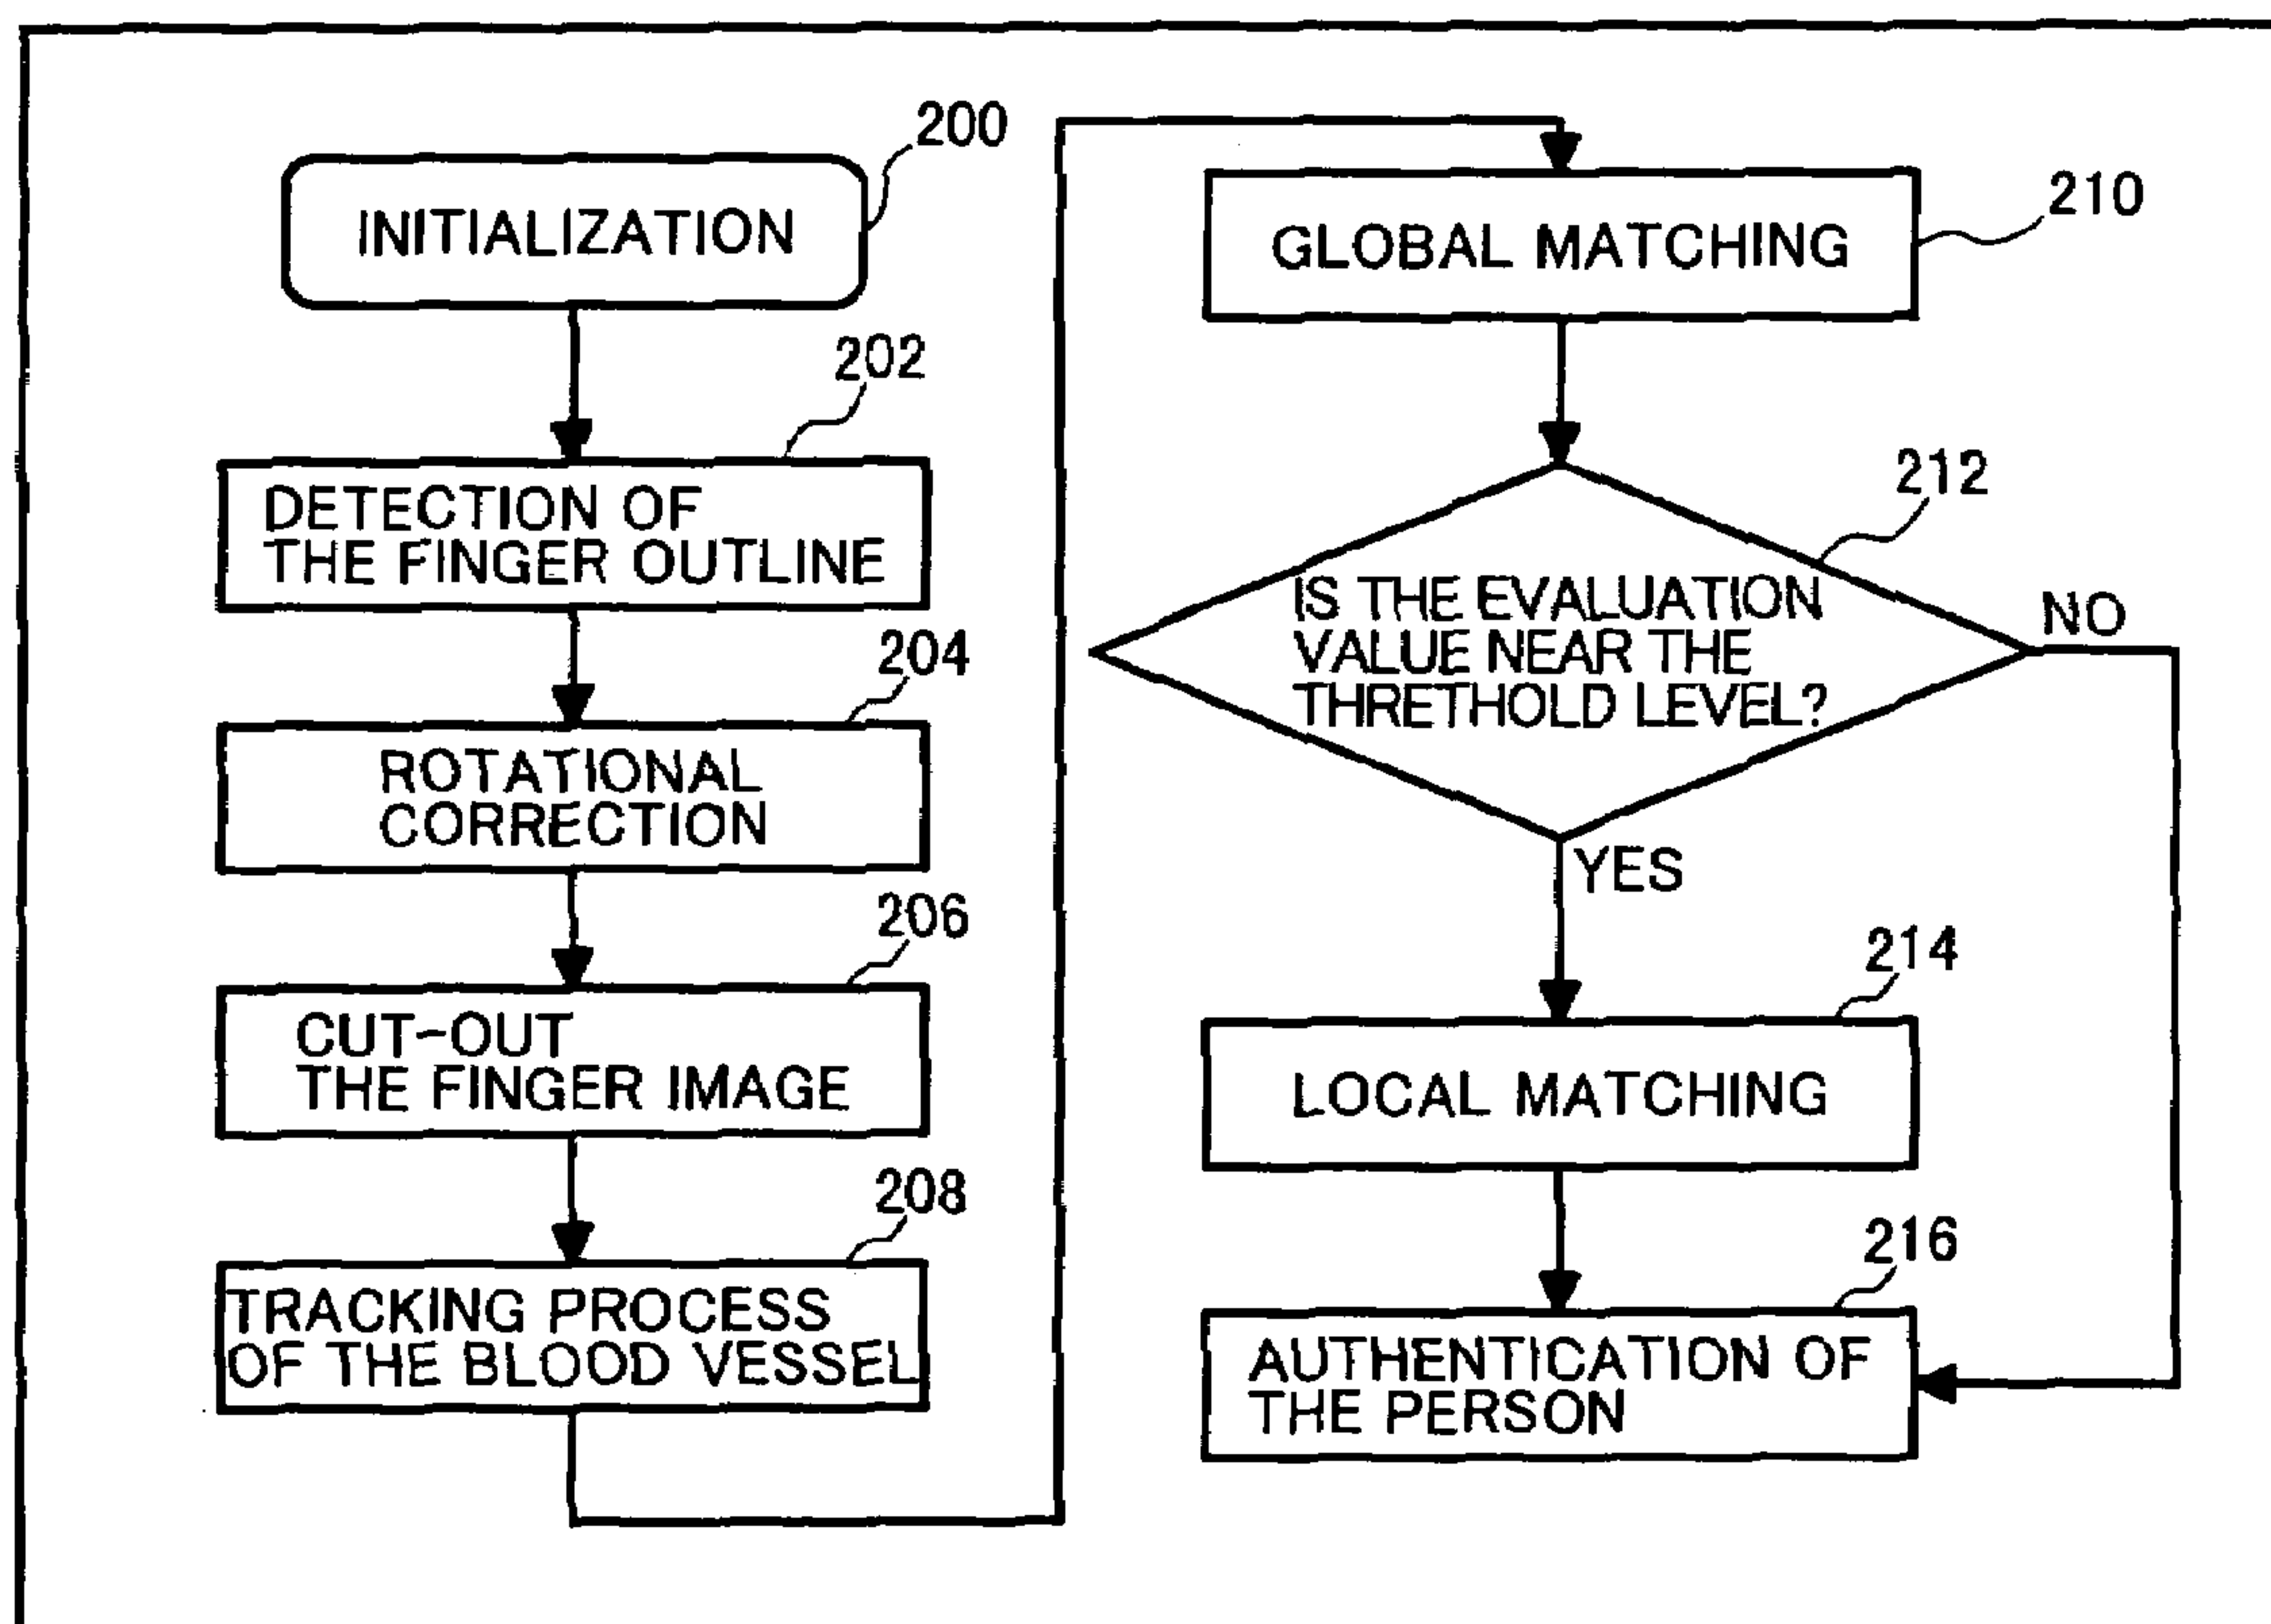 200
INITIALIZATION
202
DETECTION OF
THE FINGER OUTLINE
204
ROTATIONAL
CORRECTION
206
CUT-OUT
THE FINGER IMAGE
208
TRACKING PROCESS
OF THE BLOOD VESSEL
210
GLOBAL MATCHING
212
IS THE EVALUATION
VALUE NEAR THE
THRETHOLD LEVEL?
NO
YES
214
LOCAL MATCHING
216
AUTHENTICATION OF
THE PERSON